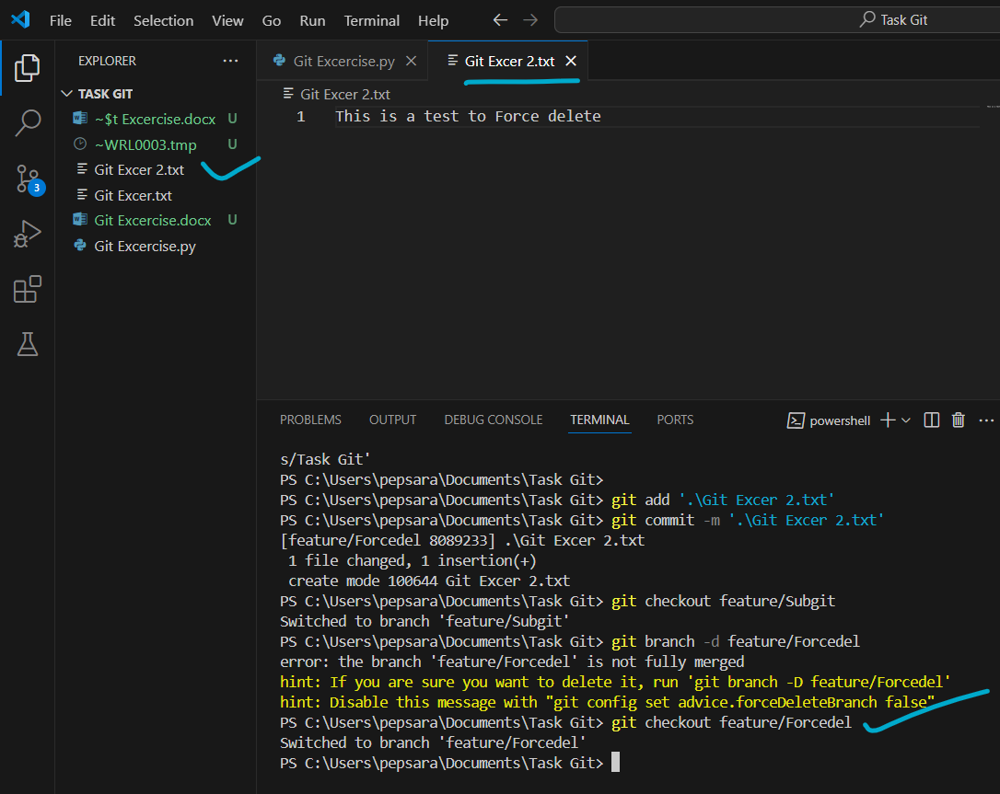 File Edit Selection View Go Run Terminal Help Task Git
EXPLORER
TASK GIT
~$t Excercise.docx U
~WRL0003.tmp U
Git Excer 2.txt
Git Excer.txt
Git Excercise.docx U
Git Excercise.py
3
Git Excercise.py Git Excer 2.txt
Git Excer 2.txt
1 This is a test to Force delete
PROBLEMS OUTPUT DEBUG CONSOLE TERMINAL PORTS powershell
s/Task Git'
PS C:\Users\pepsara\Documents\Task Git>
PS C:\Users\pepsara\Documents\Task Git> git add '.\Git Excer 2.txt'
PS C:\Users\pepsara\Documents\Task Git> git commit -m '.\Git Excer 2.txt'
[feature/Forcedel 8089233] .\Git Excer 2.txt
1 file changed, 1 insertion(+)
create mode 100644 Git Excer 2.txt
PS C:\Users\pepsara\Documents\Task Git> git checkout feature/Subgit
Switched to branch 'feature/Subgit'
PS C:\Users\pepsara\Documents\Task Git> git branch -d feature/Forcedel
error: the branch 'feature/Forcedel' is not fully merged
hint: If you are sure you want to delete it, run 'git branch -D feature/Forcedel'
hint: Disable this message with "git config set advice.forceDeleteBranch false"
PS C:\Users\pepsara\Documents\Task Git> git checkout feature/Forcedel
Switched to branch 'feature/Forcedel'
PS C:\Users\pepsara\Documents\Task Git>